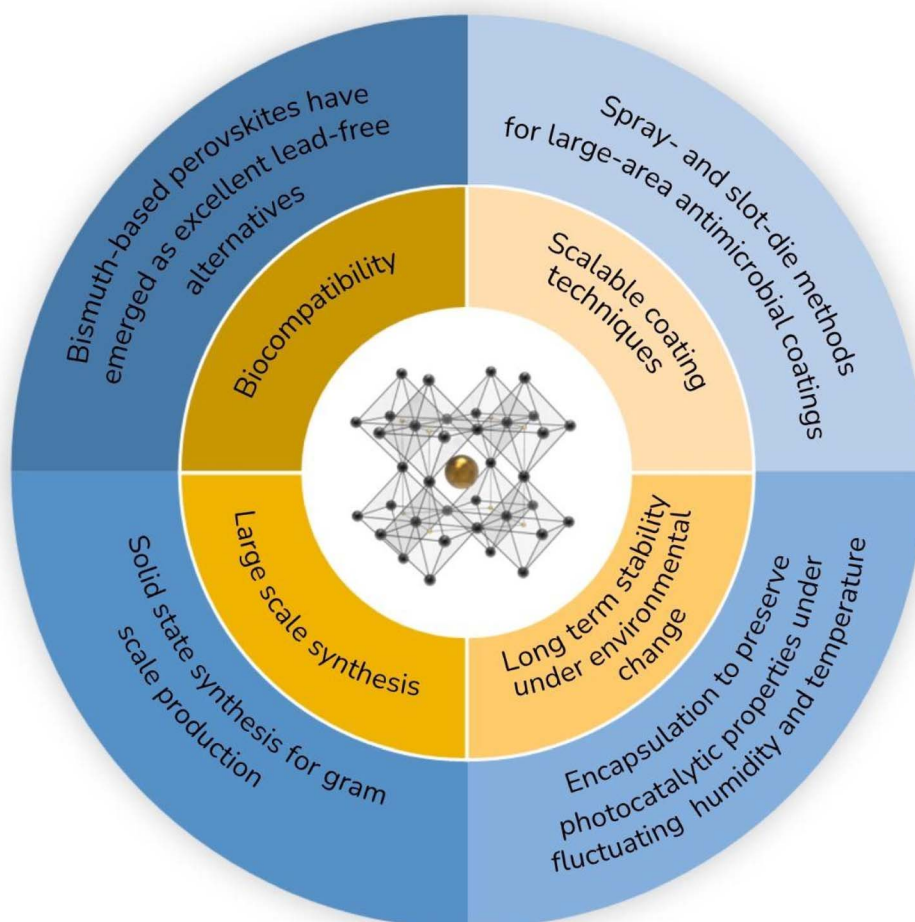 Bismuth-based perovskites have
emerged as excellent lead-free
alternatives
Biocompatibility
Spray- and slot-die methods
for large-area antimicrobial coatings
Scalable coating
techniques
Large scale synthesis
Solid state synthesis for gram
scale production
Long term stability
under environmental
change
Encapsulation to preserve
photocatalytic properties under
fluctuating humidity and temperature